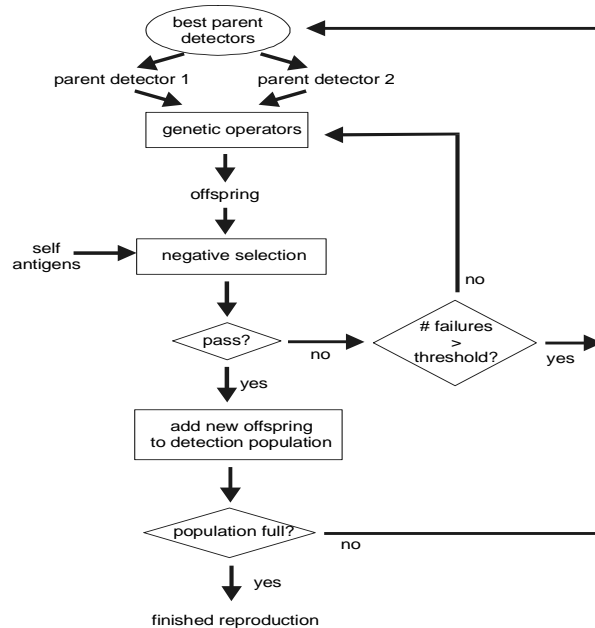 best parent
detectors
parent detector 1
parent detector 2
genetic operators
offspring
self
antigens
negative selection
no
# failures
>
threshold?
pass?
no
yes
yes
add new offspring
to detection population
population full?
no
yes
finished reproduction